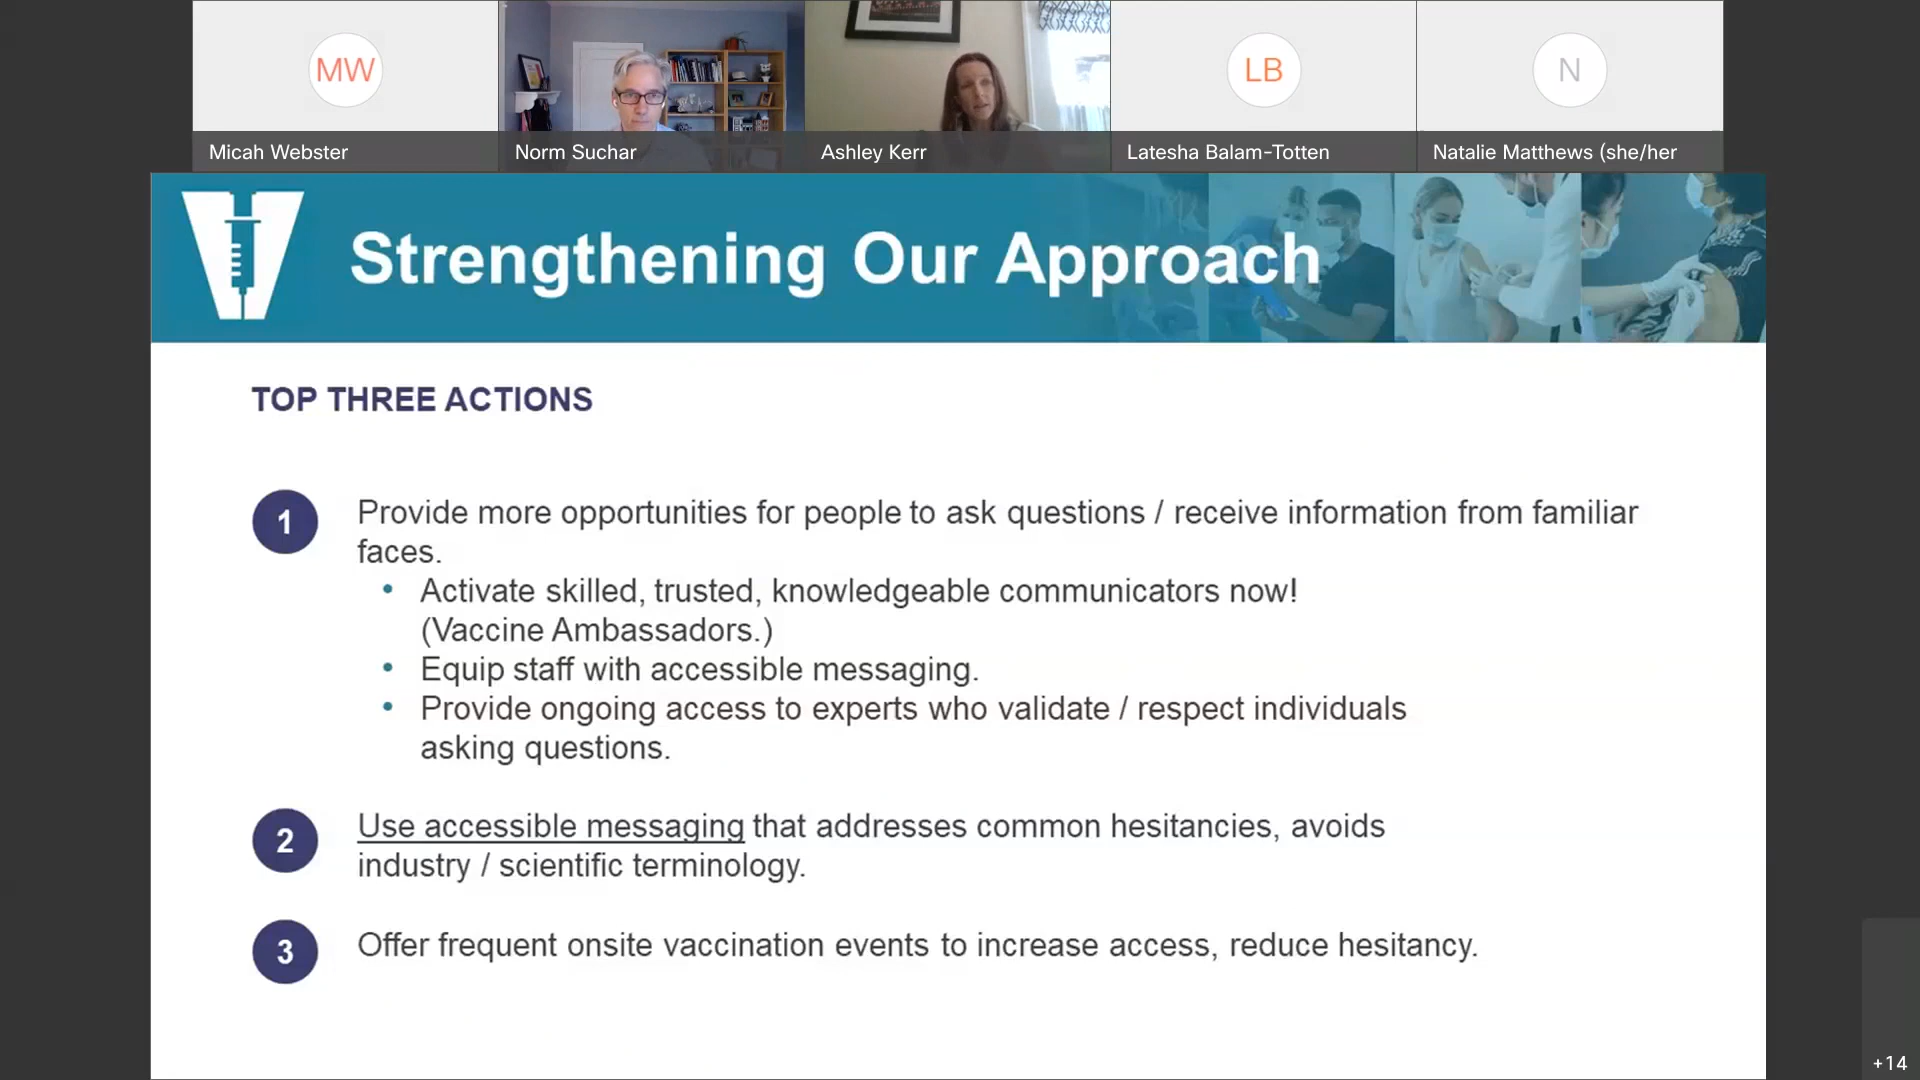 MW
LB
N
Micah Webster
Norm Suchar
Ashley Kerr
Latesha Balam-Totten
Natalie Matthews (she/her
V
Strengthening Our Approach
TOP THREE ACTIONS
1
Provide more opportunities for people to ask questions / receive information from familiar
faces.
• Activate skilled, trusted, knowledgeable communicators now!
(Vaccine Ambassadors.)
• Equip staff with accessible messaging.
• Provide ongoing access to experts who validate / respect individuals
asking questions.
2
Use accessible messaging that addresses common hesitancies, avoids
industry / scientific terminology.
3
Offer frequent onsite vaccination events to increase access, reduce hesitancy.
+14